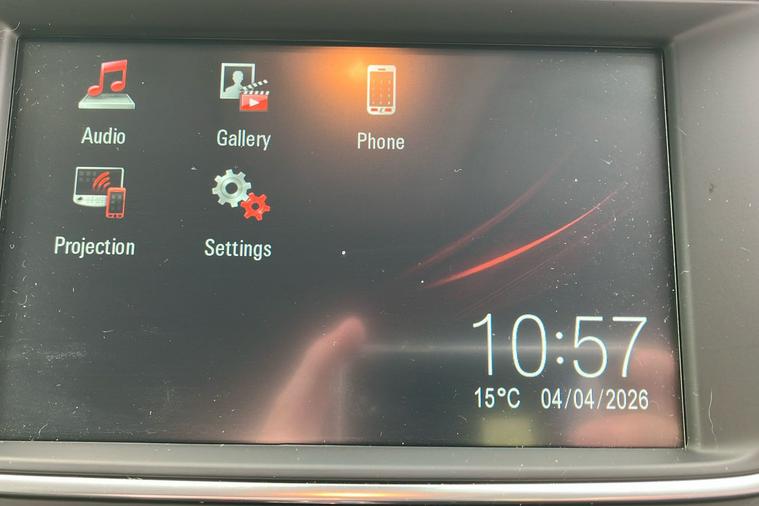 Audio Gallery Phone
Projection Settings
10:57
15°C 04/04/2026